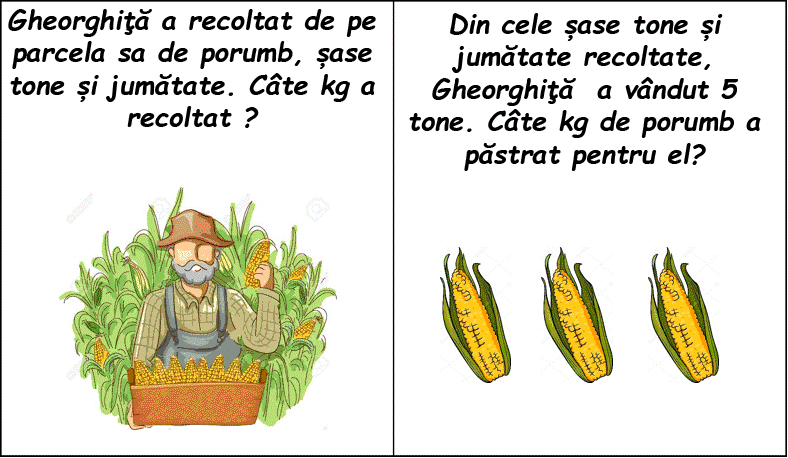 Gheorghiţă a recoltat de pe
parcela sa de porumb, șase
tone și jumătate. Câte kg a
recoltat ?
Din cele șase tone și
jumătate recoltate,
Gheorghiţă a vândut 5
tone. Câte kg de porumb a
păstrat pentru el?